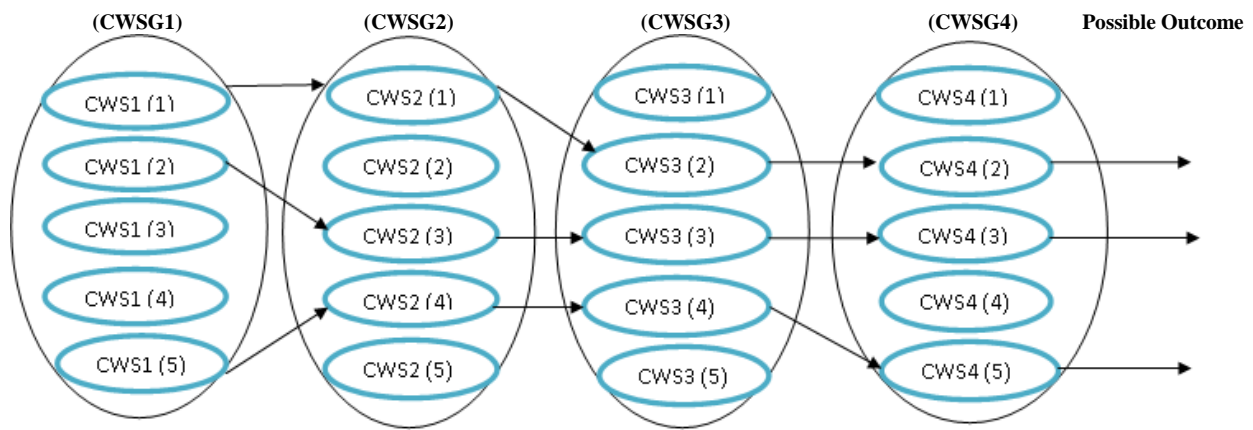 (CWSG1) (CWSG2) (CWSG3) (CWSG4) Possible Outcome
CWS1 (1) CWS2 (1) CWS3 (1) CWS4 (1)
CWS1 (2) CWS2 (2) CWS3 (2) CWS4 (2)
CWS1 (3) CWS2 (3) CWS3 (3) CWS4 (3)
CWS1 (4) CWS2 (4) CWS3 (4) CWS4 (4)
CWS1 (5) CWS2 (5) CWS3 (5) CWS4 (5)